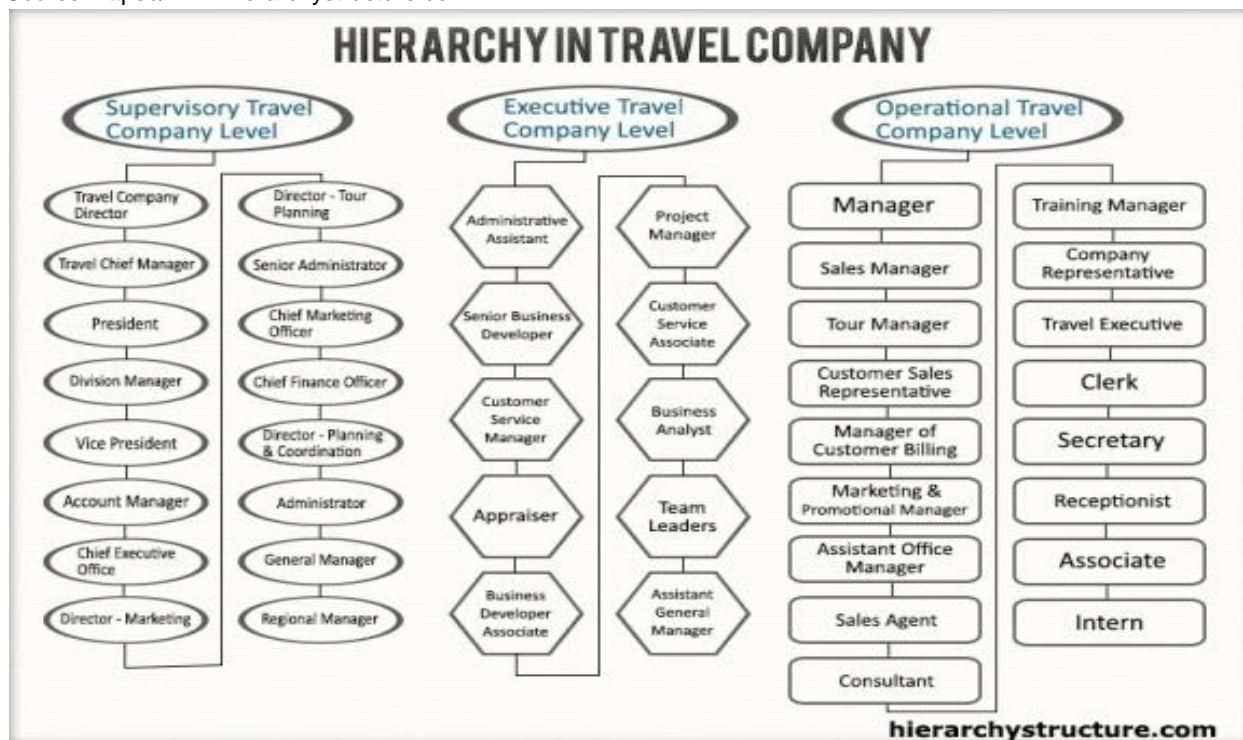 HIERARCHY IN TRAVEL COMPANY
Supervisory Travel
Company Level
Travel Company
Director
Travel Chief Manager
President
Division Manager
Vice President
Account Manager
Chief Executive
Office
Director - Marketing
Director - Tour
Planning
Senior Administrator
Chief Marketing
Officer
Chief Finance Officer
Director - Planning
& Coordination
Administrator
General Manager
Regional Manager
Executive Travel
Company Level
Administrative
Assistant
Senior Business
Developer
Customer
Service
Manager
Appraiser
Business
Developer
Associate
Project
Manager
Customer
Service
Associate
Business
Analyst
Team
Leaders
Assistant
General
Manager
Operational Travel
Company Level
Manager
Sales Manager
Tour Manager
Customer Sales
Representative
Manager of
Customer Billing
Marketing &
Promotional Manager
Assistant Office
Manager
Sales Agent
Consultant
Training Manager
Company
Representative
Travel Executive
Clerk
Secretary
Receptionist
Associate
Intern
hierarchystructure.com